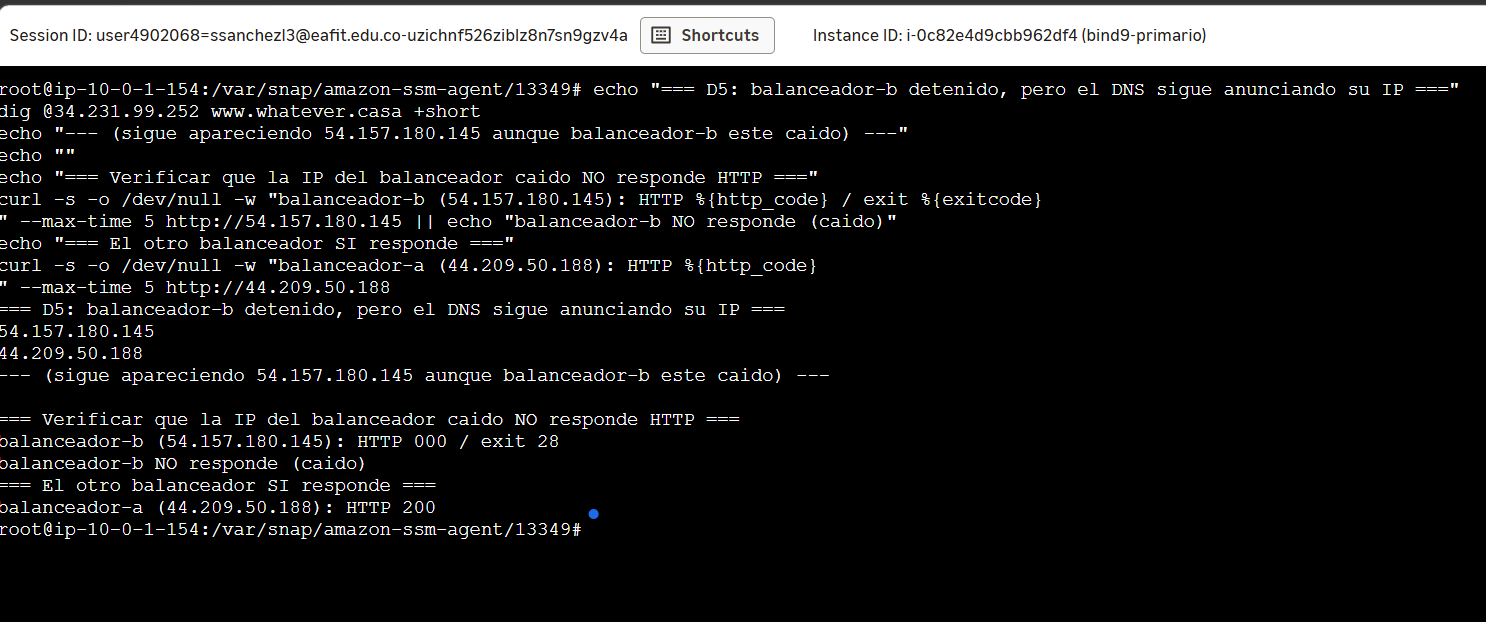 Session ID: user4902068=ssanchezl3@eafit.edu.co-uzichnf526ziblz8n7sn9gzv4a Shortcuts Instance ID: i-0c82e4d9cbb962df4 (bind9-primario)
root@ip-10-0-1-154:/var/snap/amazon-ssm-agent/13349# echo "=== D5: balanceador-b detenido, pero el DNS sigue anunciando su IP ==="
dig @34.231.99.252 www.whatever.casa +short
echo "--- (sigue apareciendo 54.157.180.145 aunque balanceador-b este caido) ---"
echo ""
echo "=== Verificar que la IP del balanceador caido NO responde HTTP ==="
curl -s -o /dev/null -w "balanceador-b (54.157.180.145): HTTP %{http_code} / exit %{exitcode}
" --max-time 5 http://54.157.180.145 || echo "balanceador-b NO responde (caido)"
echo "=== El otro balanceador SI responde ==="
curl -s -o /dev/null -w "balanceador-a (44.209.50.188): HTTP %{http_code}
" --max-time 5 http://44.209.50.188
=== D5: balanceador-b detenido, pero el DNS sigue anunciando su IP ===
54.157.180.145
44.209.50.188
--- (sigue apareciendo 54.157.180.145 aunque balanceador-b este caido) ---
=== Verificar que la IP del balanceador caido NO responde HTTP ===
balanceador-b (54.157.180.145): HTTP 000 / exit 28
balanceador-b NO responde (caido)
=== El otro balanceador SI responde ===
balanceador-a (44.209.50.188): HTTP 200
root@ip-10-0-1-154:/var/snap/amazon-ssm-agent/13349#